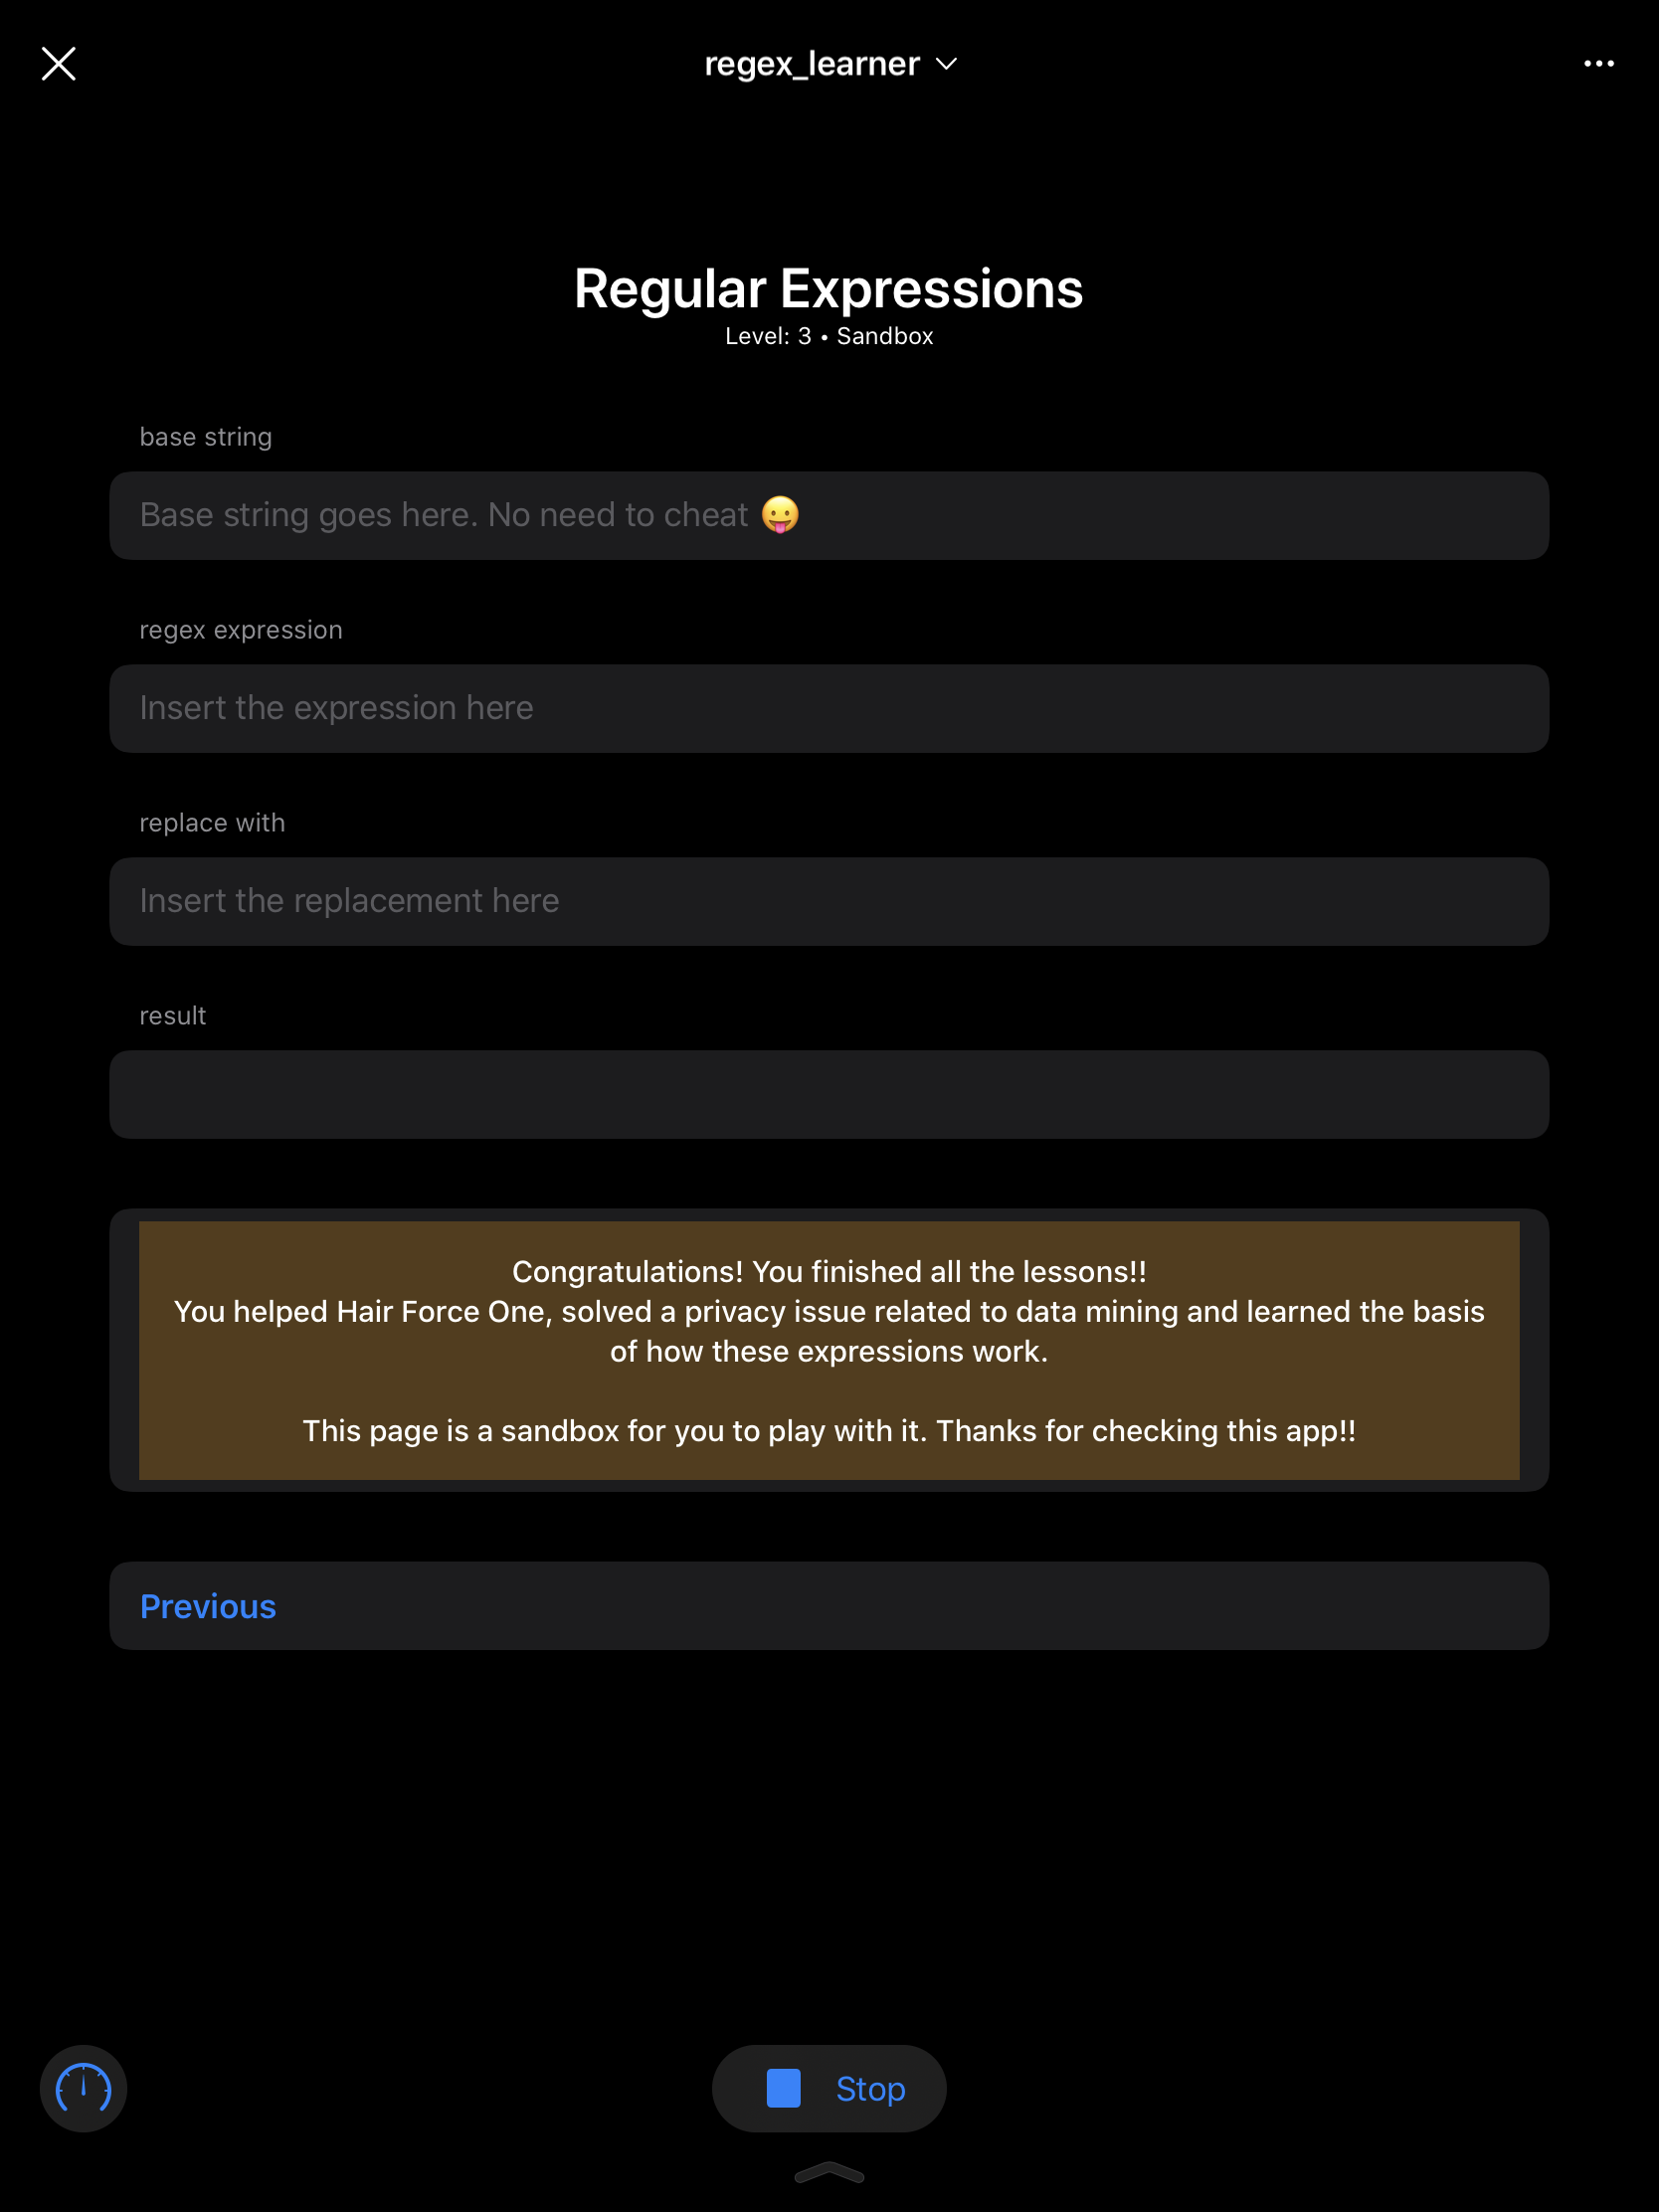 regex_learner
Regular Expressions
Level: 3 • Sandbox
base string
Base string goes here. No need to cheat 😛
regex expression
Insert the expression here
replace with
Insert the replacement here
result
Congratulations! You finished all the lessons!!
You helped Hair Force One, solved a privacy issue related to data mining and learned the basis
of how these expressions work.
This page is a sandbox for you to play with it. Thanks for checking this app!!
Previous
Stop